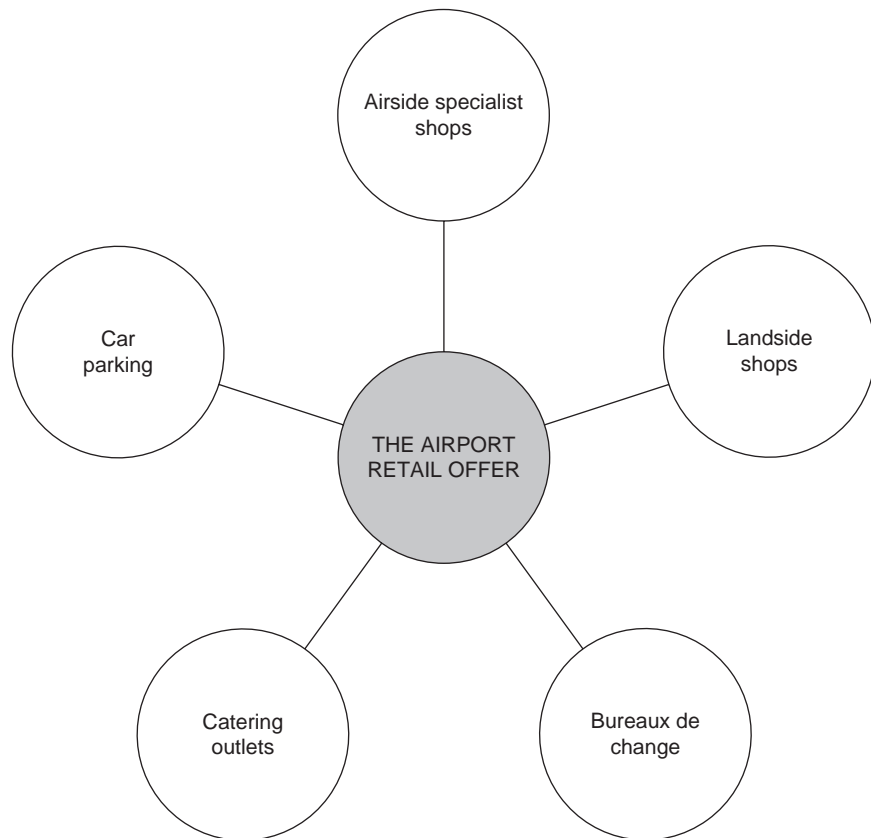 Airside specialist
shops
Car
parking
Landside
shops
THE AIRPORT
RETAIL OFFER
Catering
outlets
Bureaux de
change